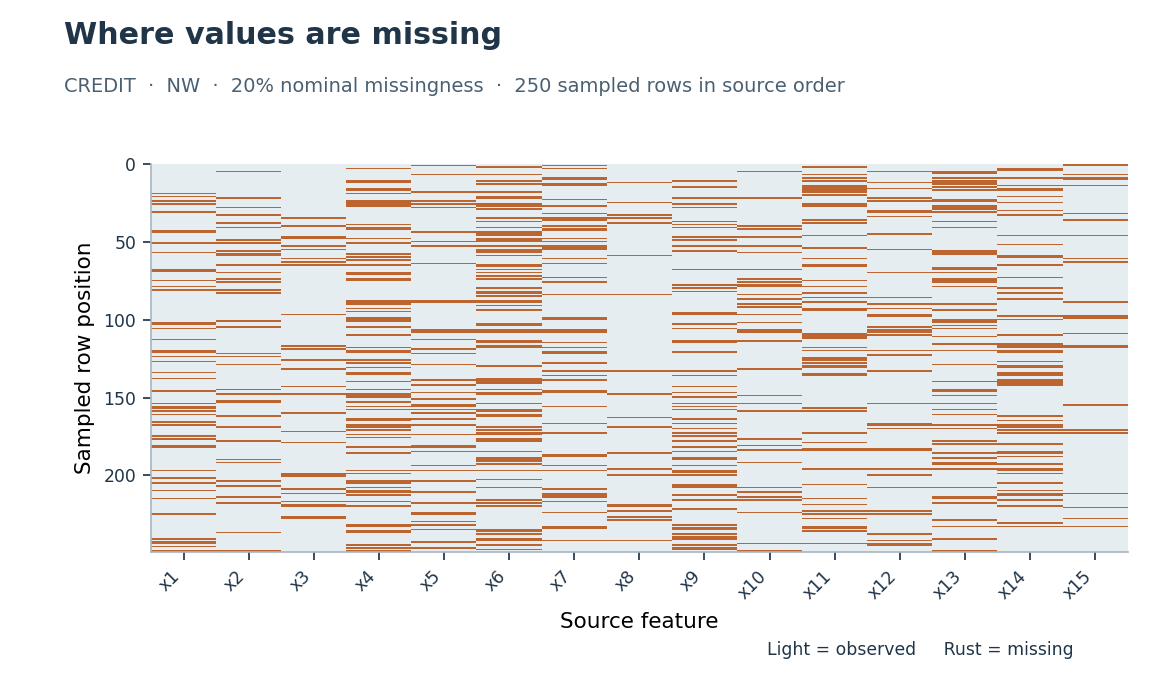 Where values are missing
CREDIT · NW · 20% nominal missingness · 250 sampled rows in source order
0
50
100
150
200
Sampled row position
x1 x2 x3 x4 x5 x6 x7 x8 x9 x10 x11 x12 x13 x14 x15
Source feature
Light = observed Rust = missing